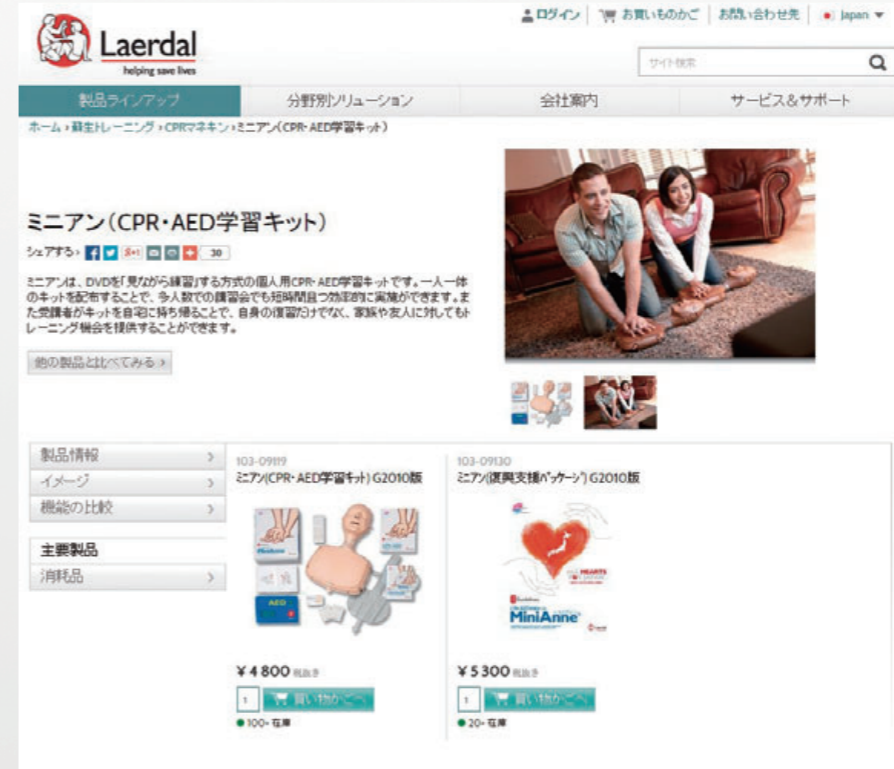 ログイン
お買いものかご
お問い合わせ先
Japan
Laerdal
helping save lives
サイト検索
製品ラインアップ
分野別ソリューション
会社案内
サービス&サポート
ホーム › 蘇生トレーニング › CPRマネキン › ミニアン(CPR・AED学習キット)
ミニアン(CPR・AED学習キット)
シェアする› 30
ミニアンは、DVDを「見ながら練習」する方式の個人用CPR・AED学習キットです。一人一体
のキットを配布することで、多人数での講習会でも短時間且つ効率的に実施ができます。ま
た受講者がキットを自宅に持ち帰ることで、自身の復習だけでなく、家族や友人に対してもト
レーニング機会を提供することができます。
他の製品と比べてみる ›
製品情報
イメージ
機能の比較
主要製品
消耗品
103-09119
ミニアン(CPR・AED学習キット) G2010版
MiniAnne
AED
¥4800 税抜き
1 買い物かごへ
100+ 在庫
103-09130
ミニアン(復興支援パッケージ) G2010版
HEARTS
MiniAnne
¥5300 税抜き
1 買い物かごへ
20+ 在庫